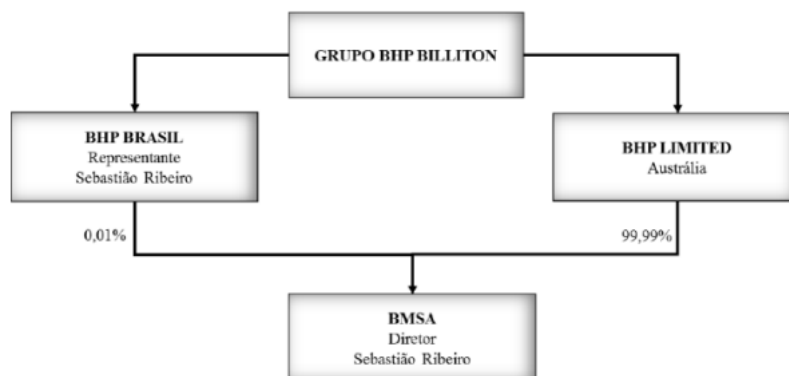 GRUPO BHP BILLITON
BHP BRASIL
Representante
Sebastião Ribeiro
BHP LIMITED
Austrália
0,01%
99,99%
BMSA
Diretor
Sebastião Ribeiro